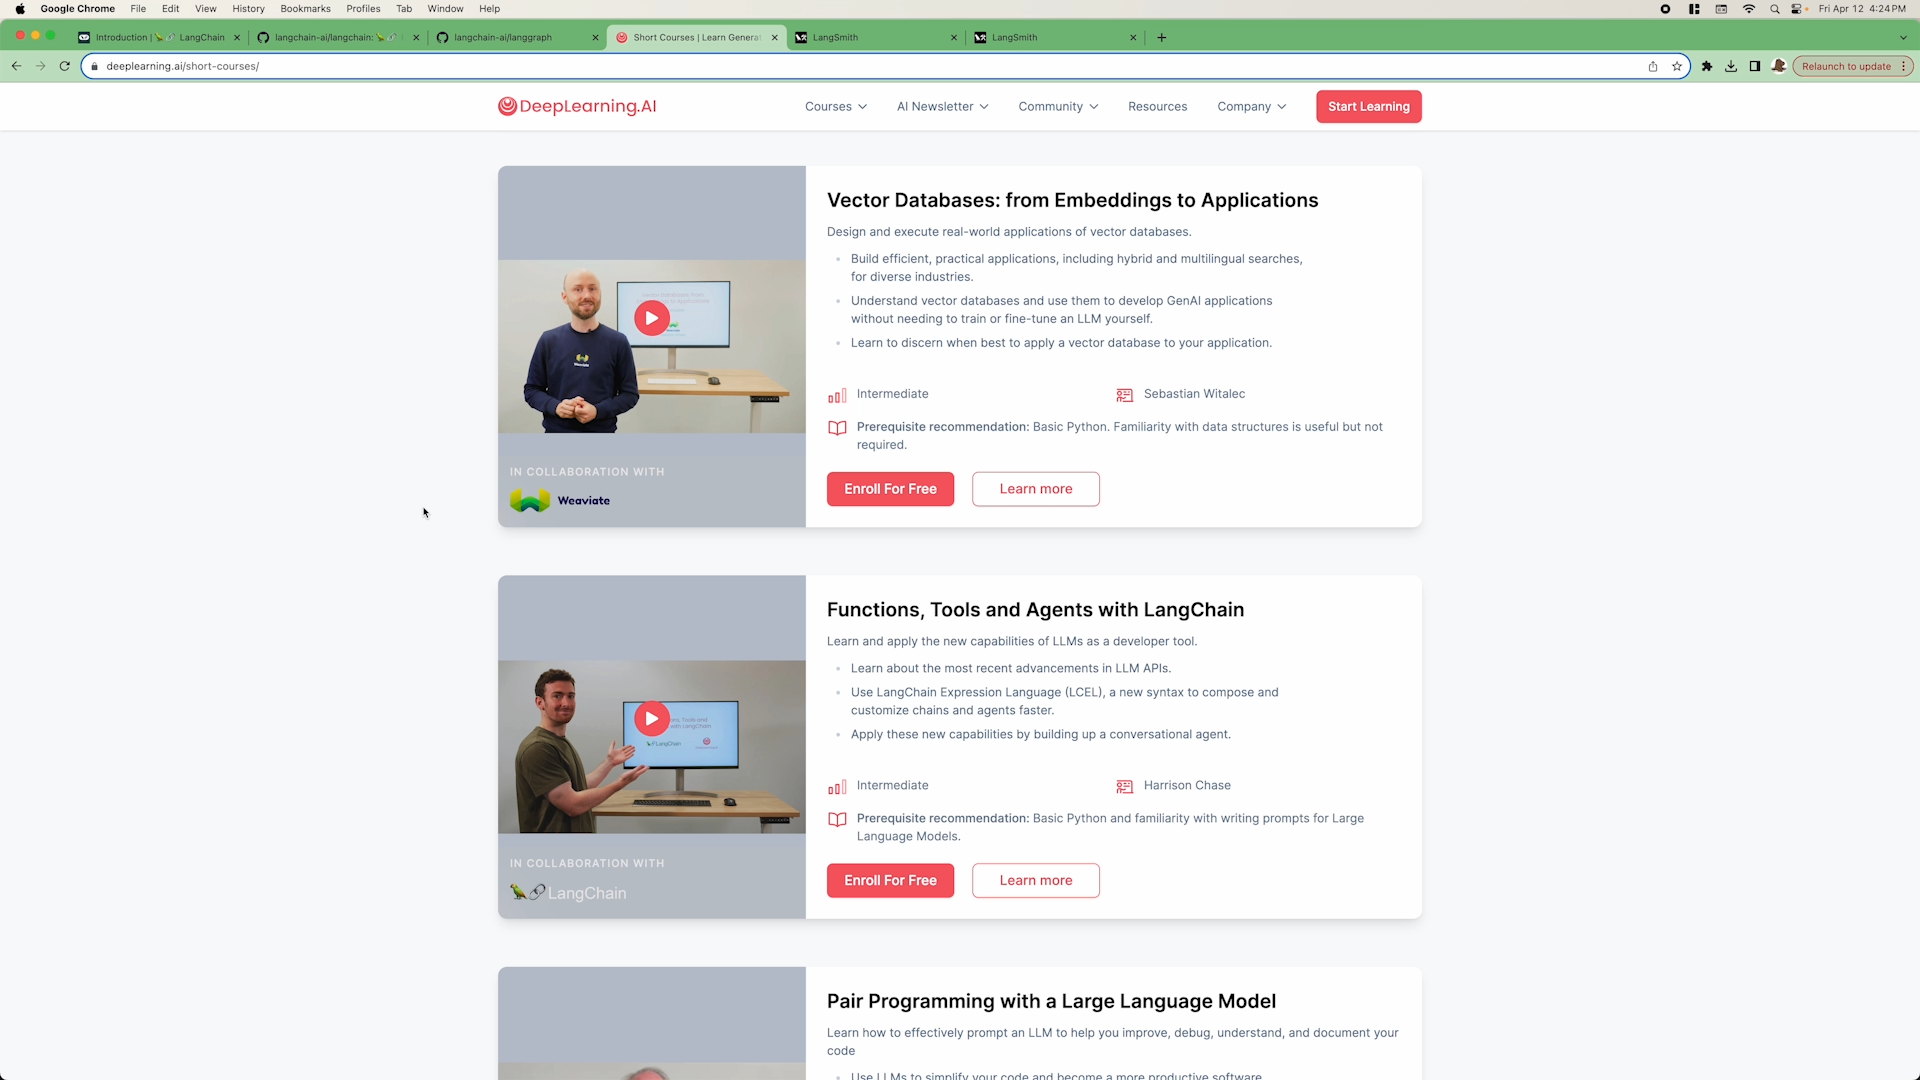 Google Chrome File Edit View History Bookmarks Profiles Tab Window Help Fri Apr 12 4:24 PM
Introduction | LangChain langchain-ai/langchain: langchain-ai/langgraph Short Courses | Learn Genera LangSmith LangSmith
deeplearning.ai/short-courses/ Relaunch to update
DeepLearning.AI Courses AI Newsletter Community Resources Company Start Learning
Vector Databases: from Embeddings to Applications
Design and execute real-world applications of vector databases.
Build efficient, practical applications, including hybrid and multilingual searches,
for diverse industries.
Understand vector databases and use them to develop GenAI applications
without needing to train or fine-tune an LLM yourself.
Learn to discern when best to apply a vector database to your application.
Intermediate Sebastian Witalec
Prerequisite recommendation: Basic Python. Familiarity with data structures is useful but not
required.
IN COLLABORATION WITH
Weaviate
Enroll For Free Learn more
Functions, Tools and Agents with LangChain
Learn and apply the new capabilities of LLMs as a developer tool.
Learn about the most recent advancements in LLM APIs.
Use LangChain Expression Language (LCEL), a new syntax to compose and
customize chains and agents faster.
Apply these new capabilities by building up a conversational agent.
Intermediate Harrison Chase
Prerequisite recommendation: Basic Python and familiarity with writing prompts for Large
Language Models.
IN COLLABORATION WITH
LangChain
Enroll For Free Learn more
Pair Programming with a Large Language Model
Learn how to effectively prompt an LLM to help you improve, debug, understand, and document your
code
Use LLMs to simplify your code and become a more productive software